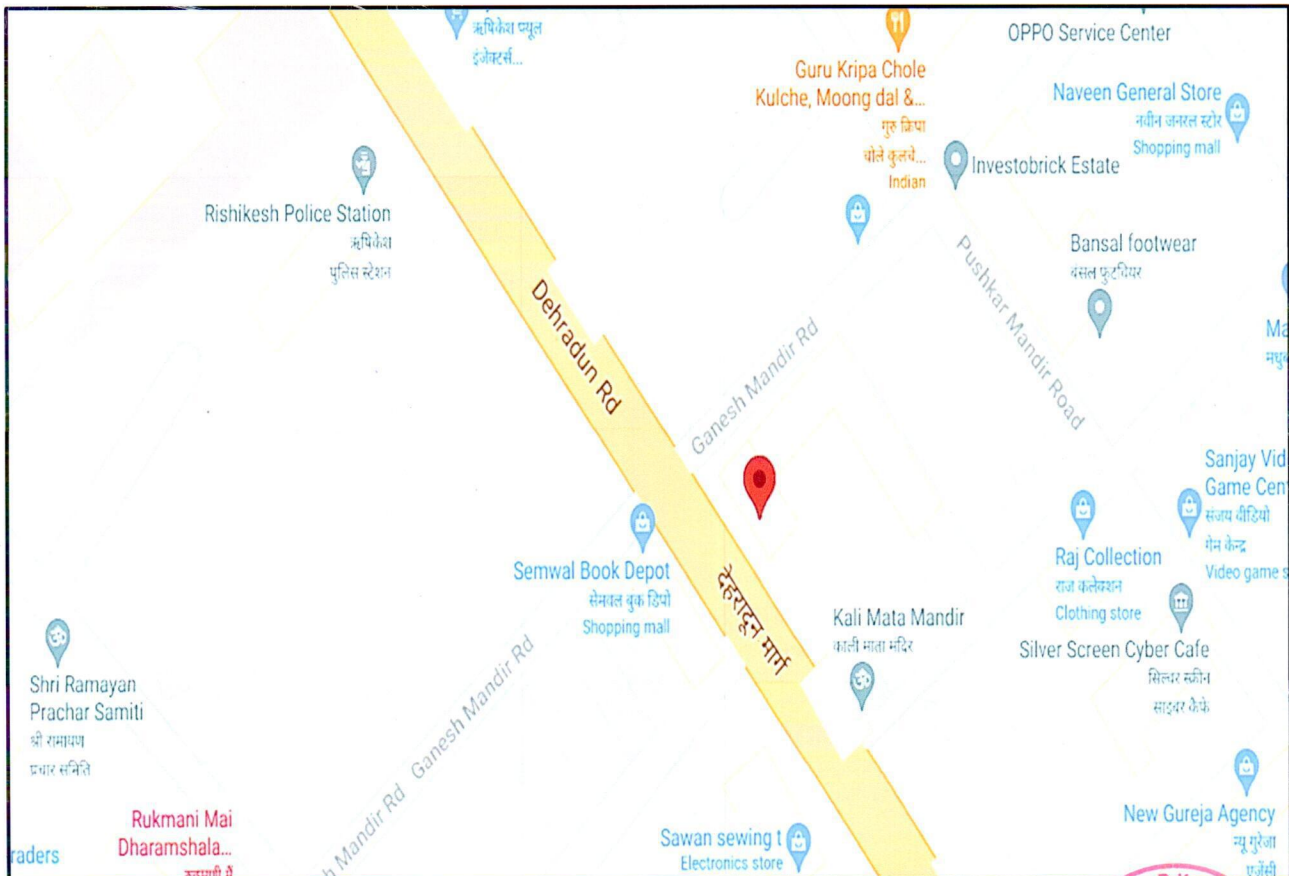 ऋषिकेश फ्यूल
इंजेक्टर्स...
OPPO Service Center
Guru Kripa Chole
Kulche, Moong dal &...
गुरु क्रिपा
चोले कुलचे...
Indian
Naveen General Store
नवीन जनरल स्टोर
Shopping mall
Investobrick Estate
Rishikesh Police Station
ऋषिकेश
पुलिस स्टेशन
Bansal footwear
बंसल फुटवियर
Pushkar Mandir Road
Ma
मधुब
Dehradun Rd
Ganesh Mandir Rd
Sanjay Vid
Game Cen
संजय वीडियो
गेम केन्द्र
Video game s
Semwal Book Depot
सेमवाल बुक डिपो
Shopping mall
देहरादून मार्ग
Raj Collection
राज कलेक्शन
Clothing store
Kali Mata Mandir
काली माता मंदिर
Silver Screen Cyber Cafe
सिल्वर स्क्रीन
साइबर कैफे
Shri Ramayan
Prachar Samiti
श्री रामायण
प्रचार समिति
Ganesh Mandir Rd
h Mandir Rd
Rukmani Mai
Dharamshala...
raders
Sawan sewing t
Electronics store
New Gureja Agency
न्यू गुरेजा
एजेंसी